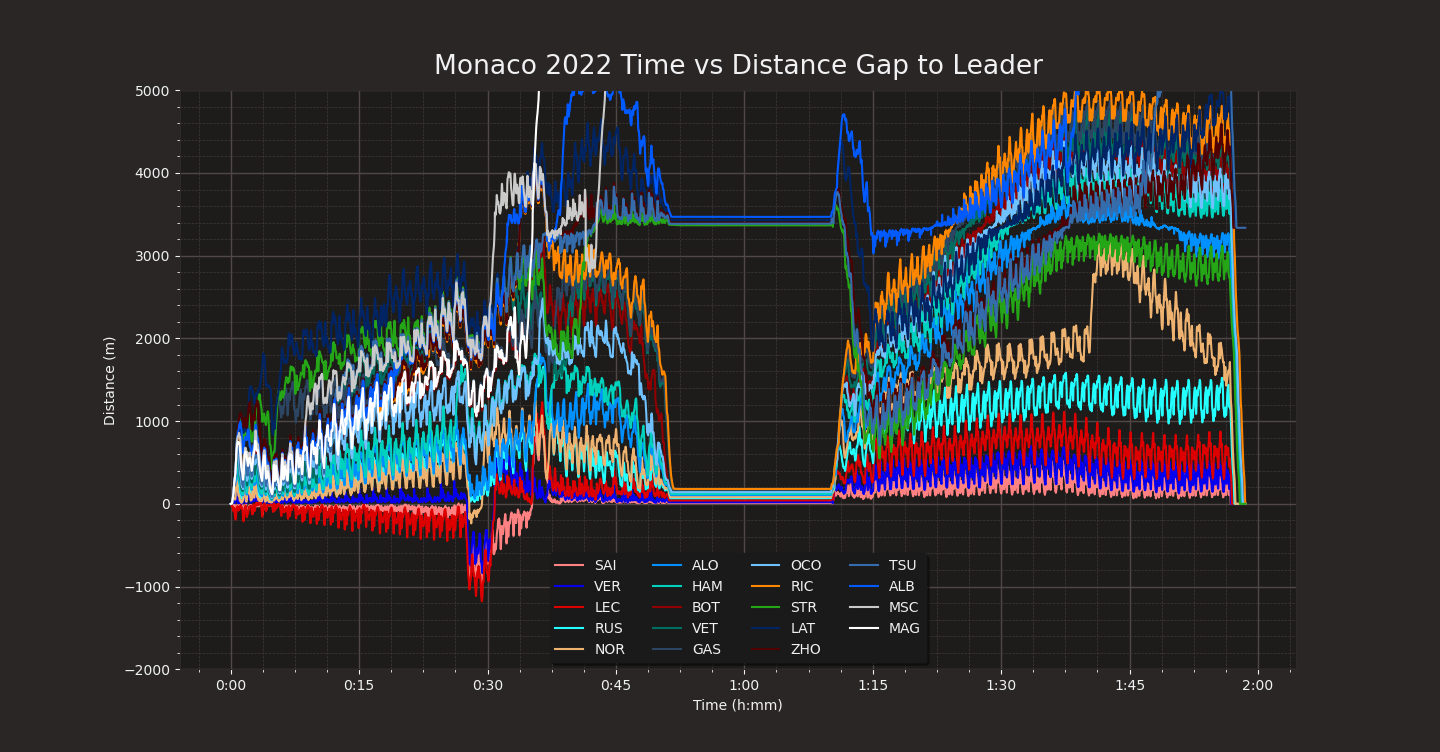 Monaco 2022 Time vs Distance Gap to Leader
Distance (m)
5000
4000
3000
2000
1000
0
−1000
−2000
SAI ALO OCO TSU
VER HAM RIC ALB
LEC BOT STR MSC
RUS VET LAT MAG
NOR GAS ZHO
0:00 0:15 0:30 0:45 1:00 1:15 1:30 1:45 2:00
Time (h:mm)